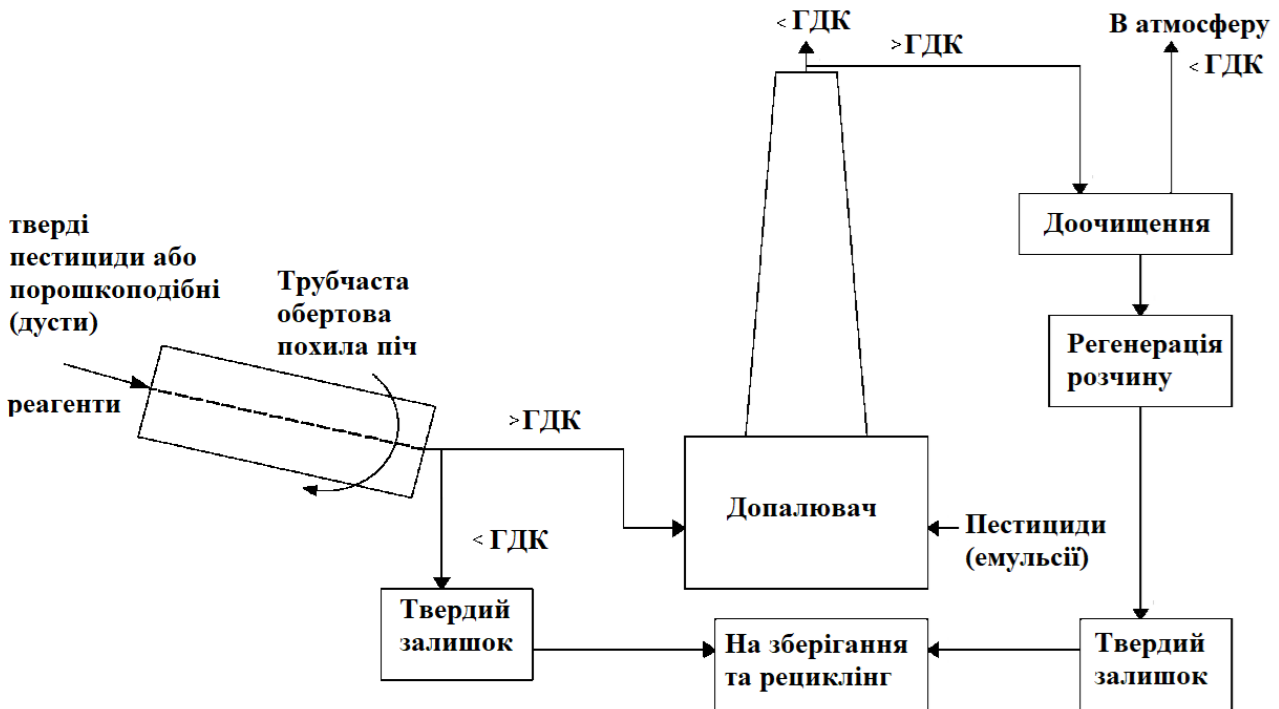 < ГДК
>ГДК
В атмосферу
< ГДК
тверді
пестициди або
порошкоподібні
(дусти)
реагенти
Трубчаста
обертова
похила піч
>ГДК
< ГДК
Доочищення
Регенерація
розчину
Допалювач
Пестициди
(емульсії)
Твердий
залишок
На зберігання
та рециклінг
Твердий
залишок